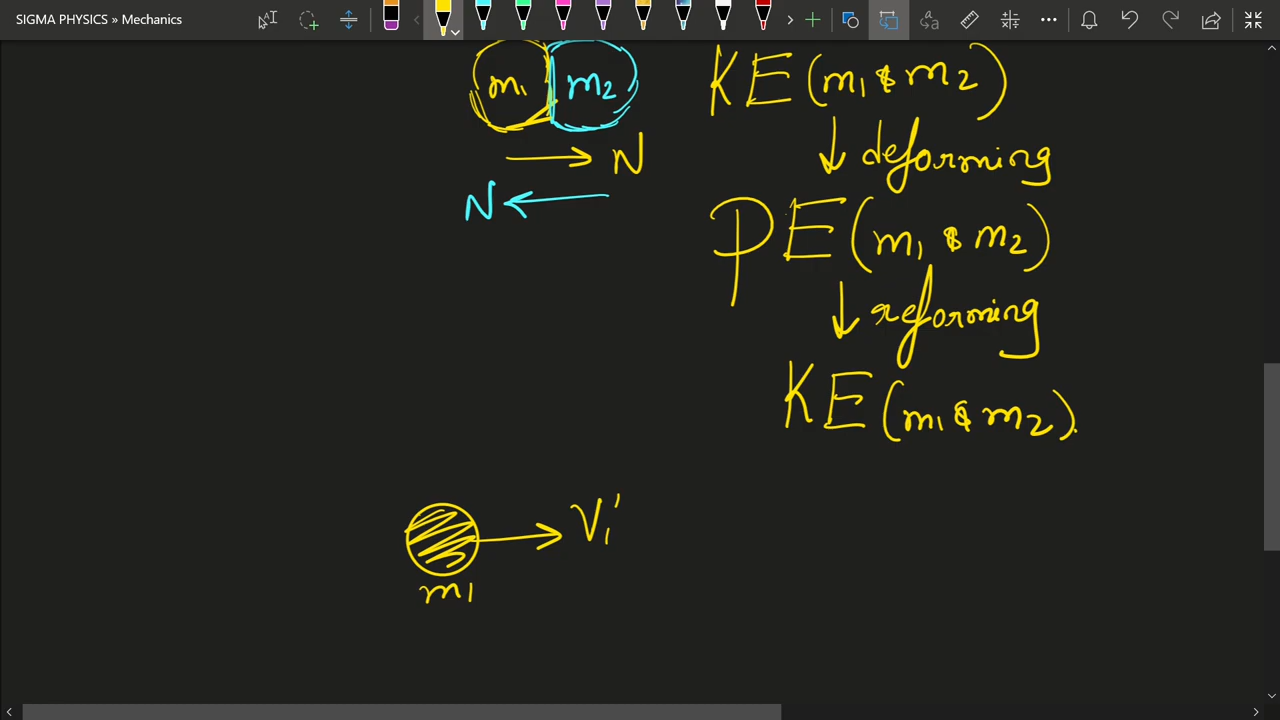 SIGMA PHYSICS » Mechanics
m1 m2
N
N
KE(m1 & m2)
↓ deforming
PE(m1 & m2)
↓ reforming
KE(m1 & m2).
V1'
m1